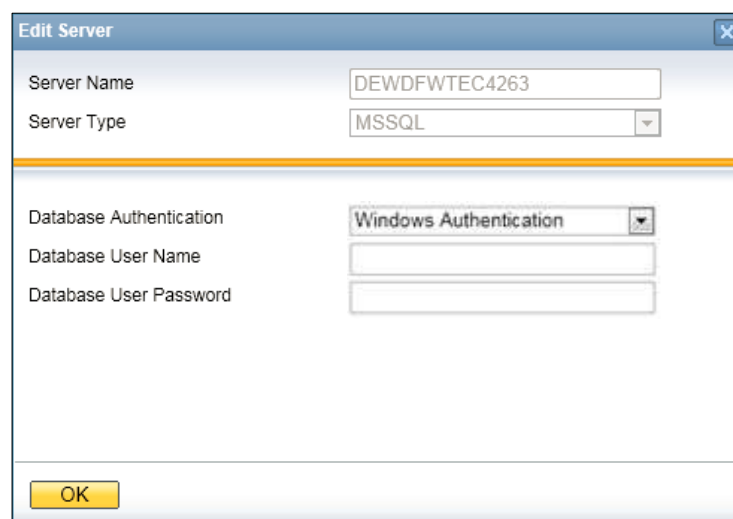 Edit Server
Server Name DEWDFWTEC4263
Server Type MSSQL
Database Authentication Windows Authentication
Database User Name
Database User Password
OK